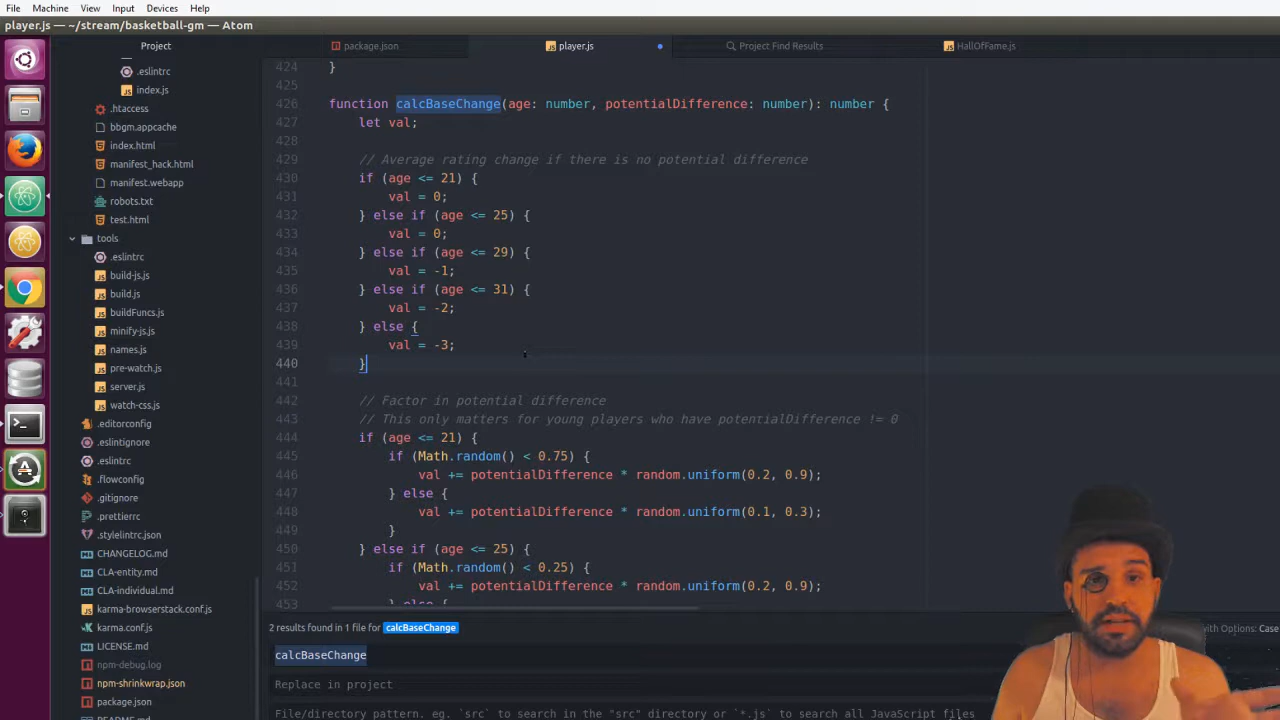 File Machine View Input Devices Help
player.js — ~/stream/basketball-gm — Atom
Project
package.json
player.js
Project Find Results
HallOfFame.js
.eslintrc
index.js
.htaccess
bbgm.appcache
index.html
manifest_hack.html
manifest.webapp
robots.txt
test.html
tools
.eslintrc
build-js.js
build.js
buildFuncs.js
minify-js.js
names.js
pre-watch.js
server.js
watch-css.js
.editorconfig
.eslintignore
.eslintrc
.flowconfig
.gitignore
.prettierrc
.stylelintrc.json
CHANGELOG.md
CLA-entity.md
CLA-individual.md
karma-browserstack.conf.js
karma.conf.js
LICENSE.md
npm-debug.log
npm-shrinkwrap.json
package.json
README.md
424 }
425
426 function calcBaseChange(age: number, potentialDifference: number): number {
427 let val;
428
429 // Average rating change if there is no potential difference
430 if (age <= 21) {
431 val = 0;
432 } else if (age <= 25) {
433 val = 0;
434 } else if (age <= 29) {
435 val = -1;
436 } else if (age <= 31) {
437 val = -2;
438 } else {
439 val = -3;
440 }
441
442 // Factor in potential difference
443 // This only matters for young players who have potentialDifference != 0
444 if (age <= 21) {
445 if (Math.random() < 0.75) {
446 val += potentialDifference * random.uniform(0.2, 0.9);
447 } else {
448 val += potentialDifference * random.uniform(0.1, 0.3);
449 }
450 } else if (age <= 25) {
451 if (Math.random() < 0.25) {
452 val += potentialDifference * random.uniform(0.2, 0.9);
453 } else {
2 results found in 1 file for calcBaseChange
with Options: Case
calcBaseChange
Replace in project
File/directory pattern. eg. `src` to search in the "src" directory or `*.js` to search all JavaScript files